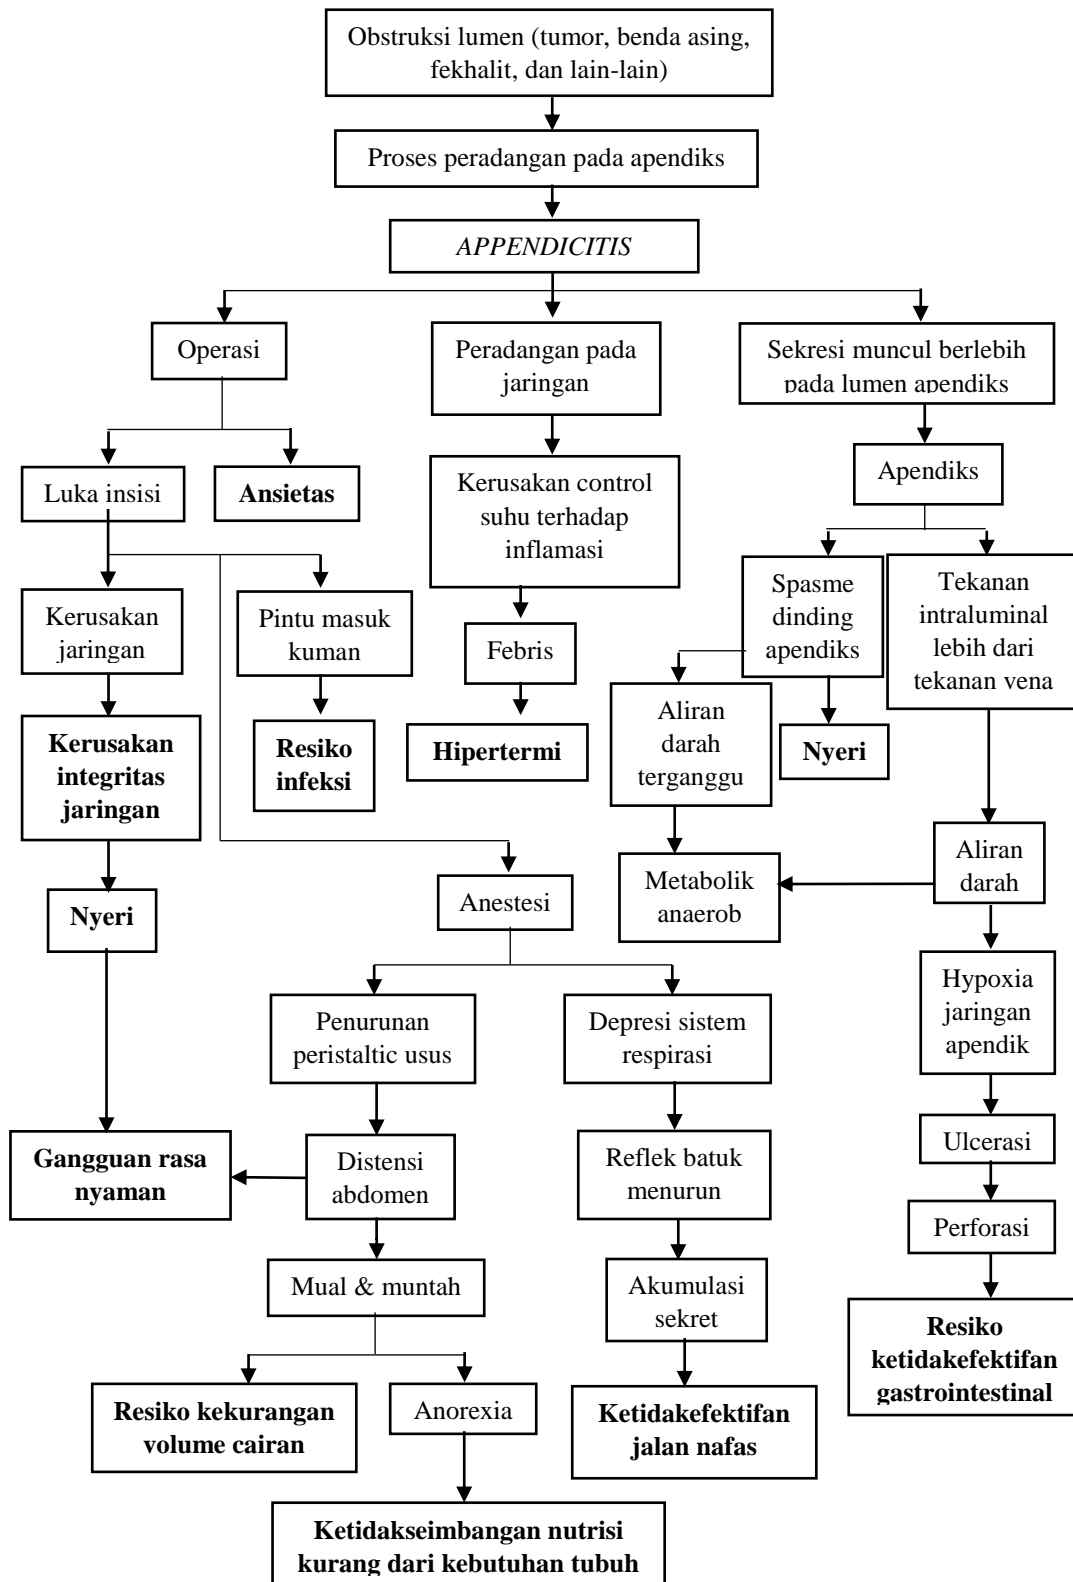 Obstruksi lumen (tumor, benda asing,
fekhalit, dan lain-lain)
Proses peradangan pada apendiks
APPENDICITIS
Operasi
Peradangan pada
jaringan
Sekresi muncul berlebih
pada lumen apendiks
Luka insisi
Ansietas
Kerusakan control
suhu terhadap
inflamasi
Apendiks
Kerusakan
jaringan
Pintu masuk
kuman
Febris
Spasme
dinding
apendiks
Tekanan
intraluminal
lebih dari
tekanan vena
Kerusakan
integritas
jaringan
Resiko
infeksi
Hipertermi
Aliran
darah
terganggu
Nyeri
Nyeri
Anestesi
Metabolik
anaerob
Aliran
darah
Penurunan
peristaltic usus
Depresi sistem
respirasi
Hypoxia
jaringan
apendik
Gangguan rasa
nyaman
Distensi
abdomen
Reflek batuk
menurun
Ulcerasi
Perforasi
Mual & muntah
Akumulasi
sekret
Resiko
ketidakefektifan
gastrointestinal
Resiko kekurangan
volume cairan
Anorexia
Ketidakefektifan
jalan nafas
Ketidakseimbangan nutrisi
kurang dari kebutuhan tubuh